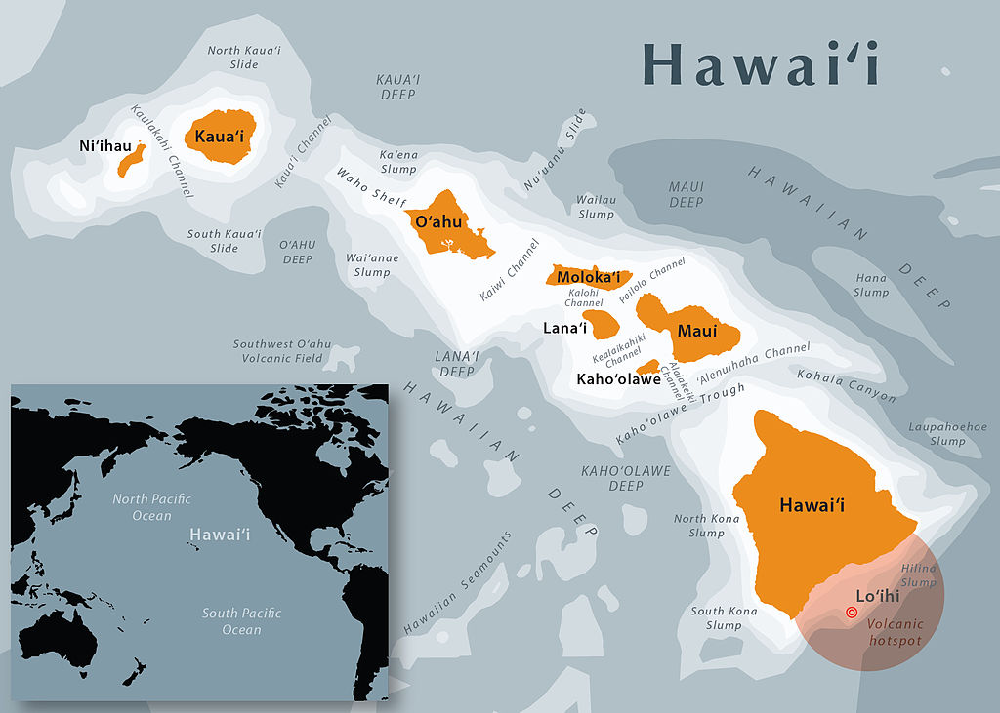 Hawaiʻi
North Kauaʻi
Slide
KAUAʻI
DEEP
Kaulakahi Channel
Kauaʻi Channel
Niʻihau
Kauaʻi
Kaʻena
Slump
Nuʻuanu Slide
Waho Shelf
MAUI
DEEP
HAWAIIAN
DEEP
Wailau
Slump
Oʻahu
South Kauaʻi
Slide
OʻAHU
DEEP
Waiʻanae
Slump
Kaiwi Channel
Molokaʻi
Pailolo Channel
Kalohi
Channel
Hana
Slump
Lanaʻi
Maui
Kealaikahiki
Channel
Southwest Oʻahu
Volcanic Field
LANAʻI
DEEP
Kahoʻolawe
Alalakeiki
Channel
ʻAlenuihaha Channel
Kohala Canyon
Kahoʻolawe Trough
HAWAIIAN
DEEP
Laupahoehoe
Slump
KAHOʻOLAWE
DEEP
Hawaiʻi
North Kona
Slump
Hawaiian Seamounts
Hilina
Slump
Loʻihi
South Kona
Slump
Volcanic
hotspot
North Pacific
Ocean
Hawaiʻi
South Pacific
Ocean